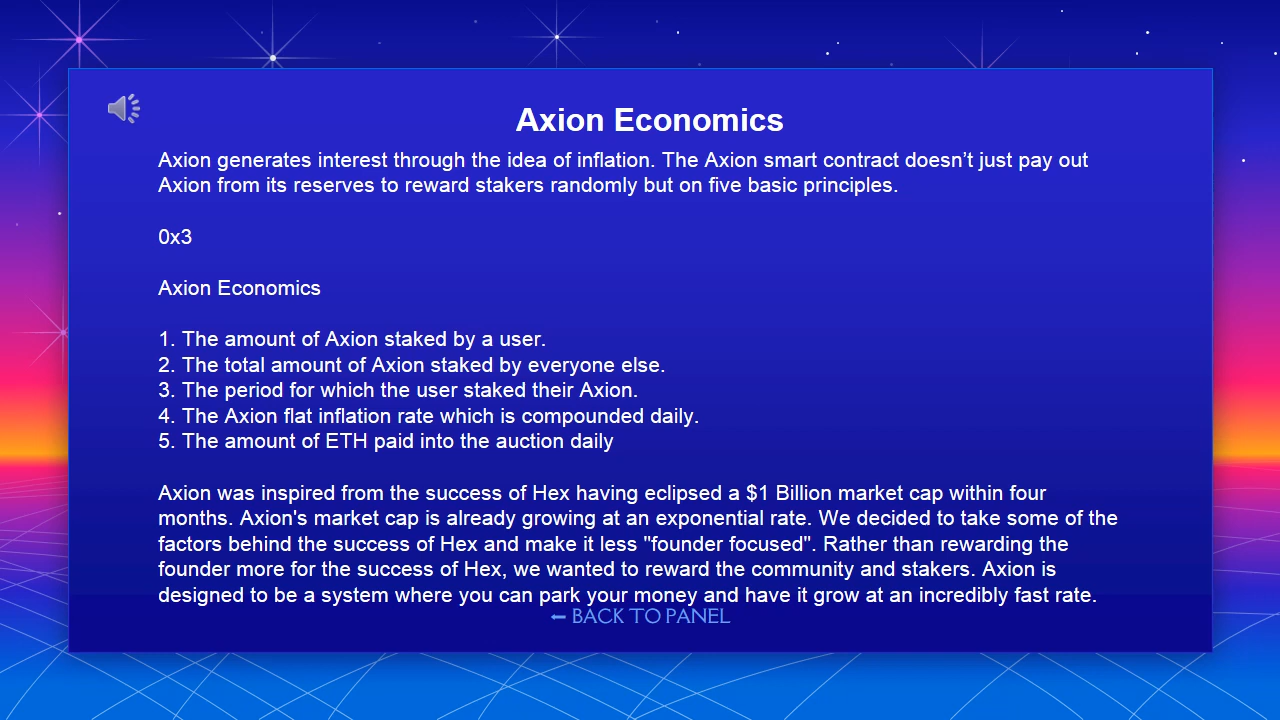 Axion Economics
Axion generates interest through the idea of inflation. The Axion smart contract doesn’t just pay out
Axion from its reserves to reward stakers randomly but on five basic principles.
0x3
Axion Economics
1. The amount of Axion staked by a user.
2. The total amount of Axion staked by everyone else.
3. The period for which the user staked their Axion.
4. The Axion flat inflation rate which is compounded daily.
5. The amount of ETH paid into the auction daily
Axion was inspired from the success of Hex having eclipsed a $1 Billion market cap within four
months. Axion's market cap is already growing at an exponential rate. We decided to take some of the
factors behind the success of Hex and make it less "founder focused". Rather than rewarding the
founder more for the success of Hex, we wanted to reward the community and stakers. Axion is
designed to be a system where you can park your money and have it grow at an incredibly fast rate.
← BACK TO PANEL